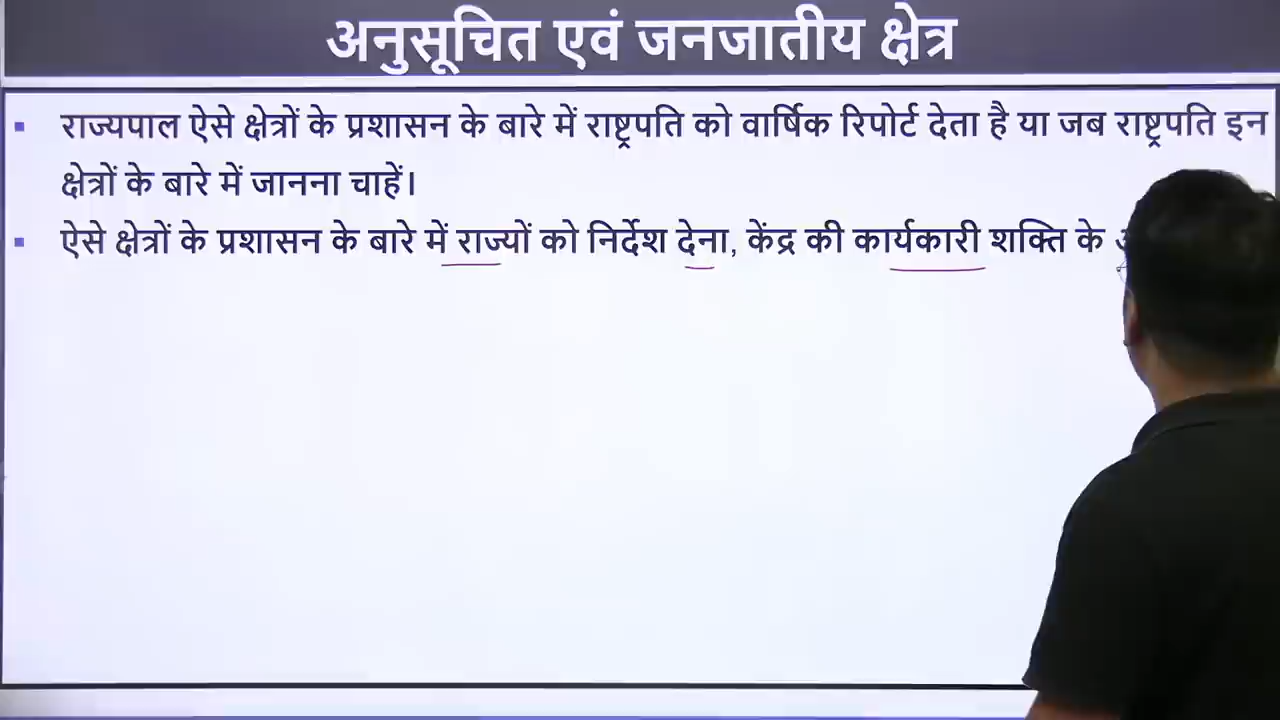 अनुसूचित एवं जनजातीय क्षेत्र
▪ राज्यपाल ऐसे क्षेत्रों के प्रशासन के बारे में राष्ट्रपति को वार्षिक रिपोर्ट देता है या जब राष्ट्रपति इन
क्षेत्रों के बारे में जानना चाहें।
▪ ऐसे क्षेत्रों के प्रशासन के बारे में राज्यों को निर्देश देना, केंद्र की कार्यकारी शक्ति के